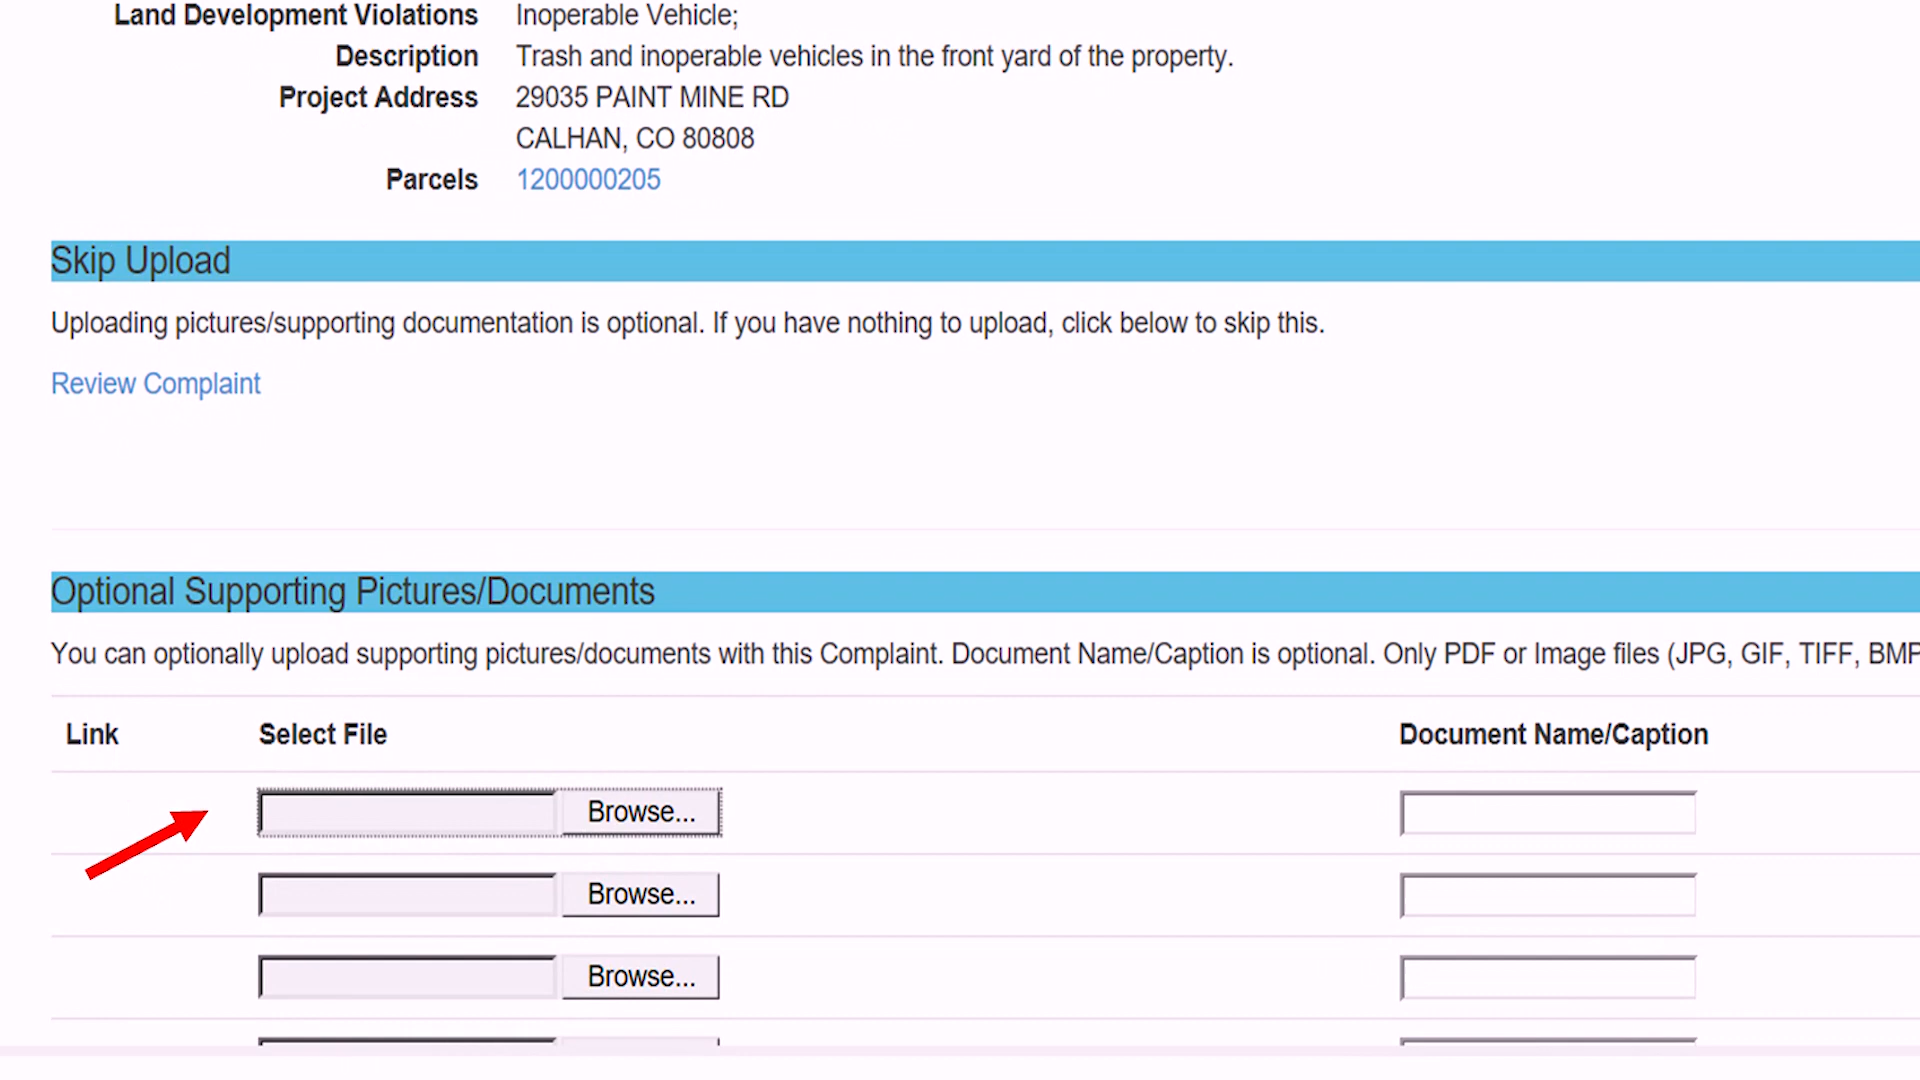 Land Development Violations Inoperable Vehicle;
Description Trash and inoperable vehicles in the front yard of the property.
Project Address 29035 PAINT MINE RD
CALHAN, CO 80808
Parcels 1200000205
Skip Upload
Uploading pictures/supporting documentation is optional. If you have nothing to upload, click below to skip this.
Review Complaint
Optional Supporting Pictures/Documents
You can optionally upload supporting pictures/documents with this Complaint. Document Name/Caption is optional. Only PDF or Image files (JPG, GIF, TIFF, BMP
Link Select File Document Name/Caption
Browse...
Browse...
Browse...